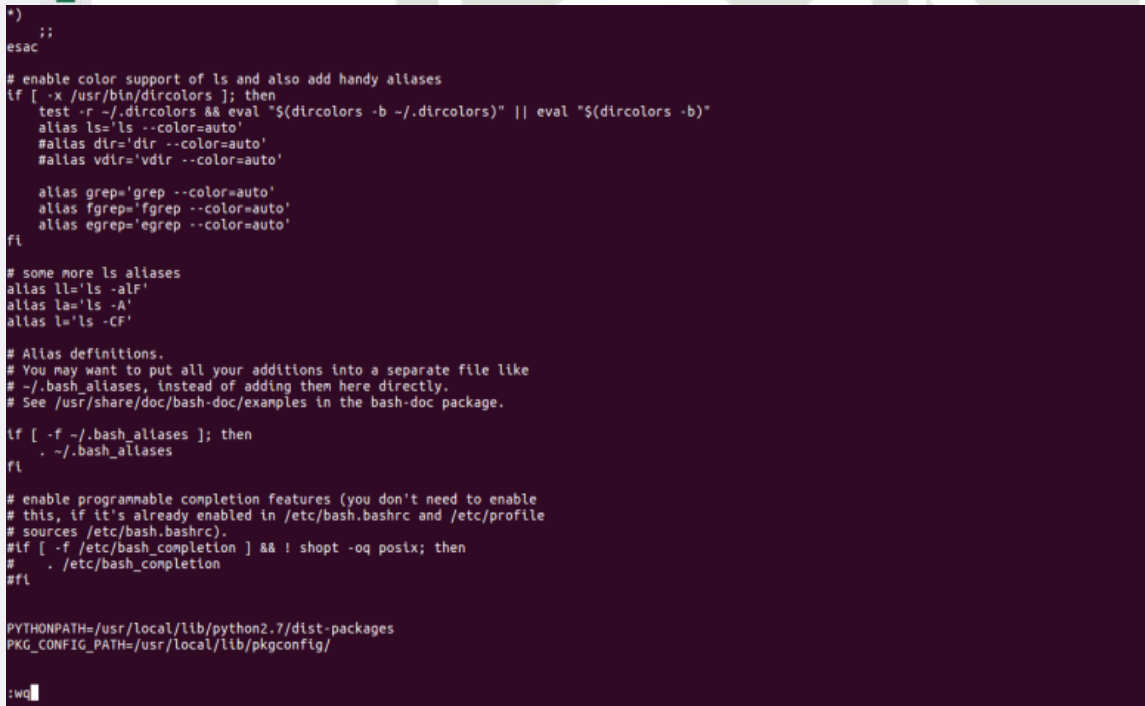 *)
    ;;
esac
# enable color support of ls and also add handy aliases
if [ -x /usr/bin/dircolors ]; then
    test -r ~/.dircolors && eval "$(dircolors -b ~/.dircolors)" || eval "$(dircolors -b)"
    alias ls='ls --color=auto'
    #alias dir='dir --color=auto'
    #alias vdir='vdir --color=auto'
    alias grep='grep --color=auto'
    alias fgrep='fgrep --color=auto'
    alias egrep='egrep --color=auto'
fi
# some more ls aliases
alias ll='ls -alF'
alias la='ls -A'
alias l='ls -CF'
# Alias definitions.
# You may want to put all your additions into a separate file like
# ~/.bash_aliases, instead of adding them here directly.
# See /usr/share/doc/bash-doc/examples in the bash-doc package.
if [ -f ~/.bash_aliases ]; then
    . ~/.bash_aliases
fi
# enable programmable completion features (you don't need to enable
# this, if it's already enabled in /etc/bash.bashrc and /etc/profile
# sources /etc/bash.bashrc).
#if [ -f /etc/bash_completion ] && ! shopt -oq posix; then
#    . /etc/bash_completion
#fi
PYTHONPATH=/usr/local/lib/python2.7/dist-packages
PKG_CONFIG_PATH=/usr/local/lib/pkgconfig/
:wq